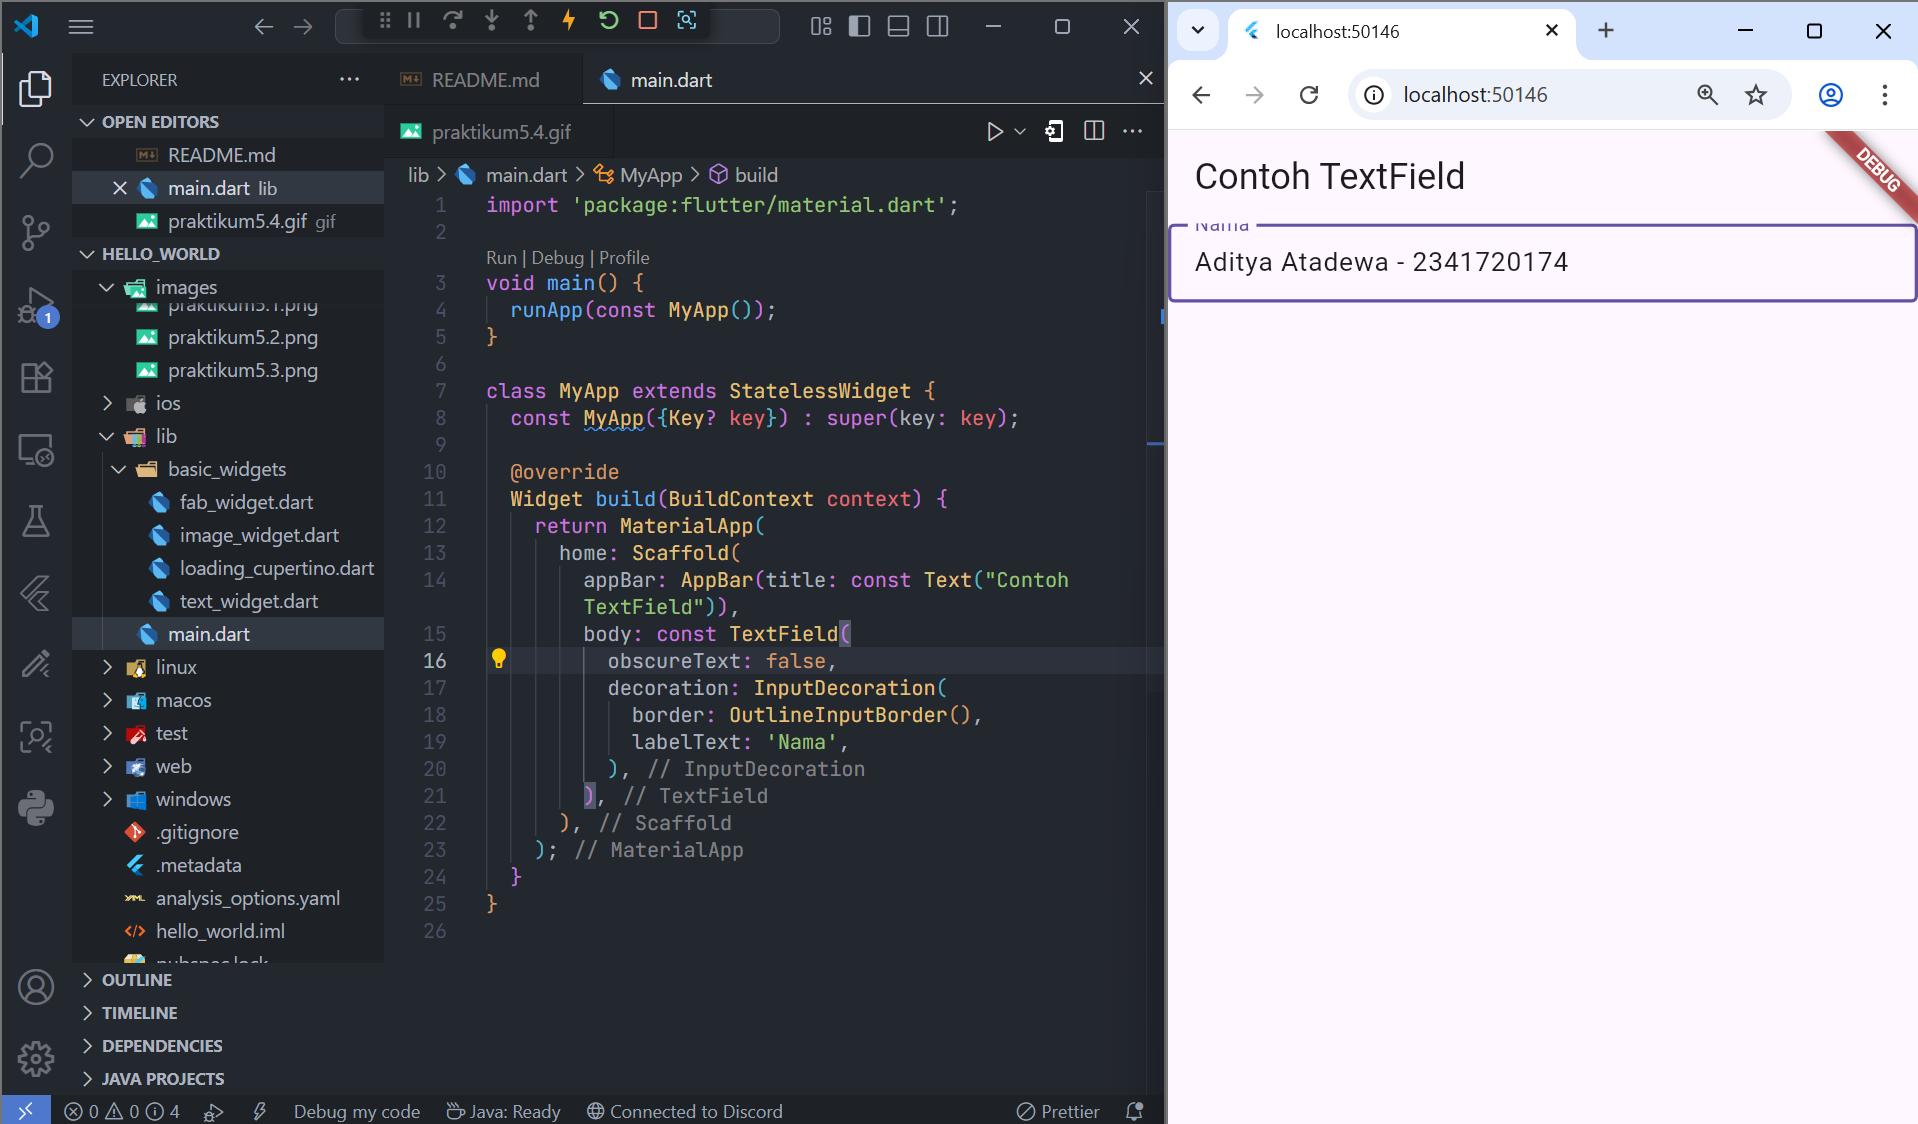 EXPLORER
OPEN EDITORS
README.md
main.dart lib
praktikum5.4.gif gif
HELLO_WORLD
images
praktikum5.1.png
praktikum5.2.png
praktikum5.3.png
ios
lib
basic_widgets
fab_widget.dart
image_widget.dart
loading_cupertino.dart
text_widget.dart
main.dart
linux
macos
test
web
windows
.gitignore
.metadata
analysis_options.yaml
hello_world.iml
pubspec.lock
OUTLINE
TIMELINE
DEPENDENCIES
JAVA PROJECTS
1
README.md
main.dart
praktikum5.4.gif
lib > main.dart > MyApp > build
1 import 'package:flutter/material.dart';
2
Run | Debug | Profile
3 void main() {
4 runApp(const MyApp());
5 }
6
7 class MyApp extends StatelessWidget {
8 const MyApp({Key? key}) : super(key: key);
9
10 @override
11 Widget build(BuildContext context) {
12 return MaterialApp(
13 home: Scaffold(
14 appBar: AppBar(title: const Text("Contoh
TextField")),
15 body: const TextField(
16 obscureText: false,
17 decoration: InputDecoration(
18 border: OutlineInputBorder(),
19 labelText: 'Nama',
20 ), // InputDecoration
21 ), // TextField
22 ), // Scaffold
23 ); // MaterialApp
24 }
25 }
26
0 0 4 Debug my code Java: Ready Connected to Discord Prettier
localhost:50146
localhost:50146
Contoh TextField
DEBUG
Nama
Aditya Atadewa - 2341720174